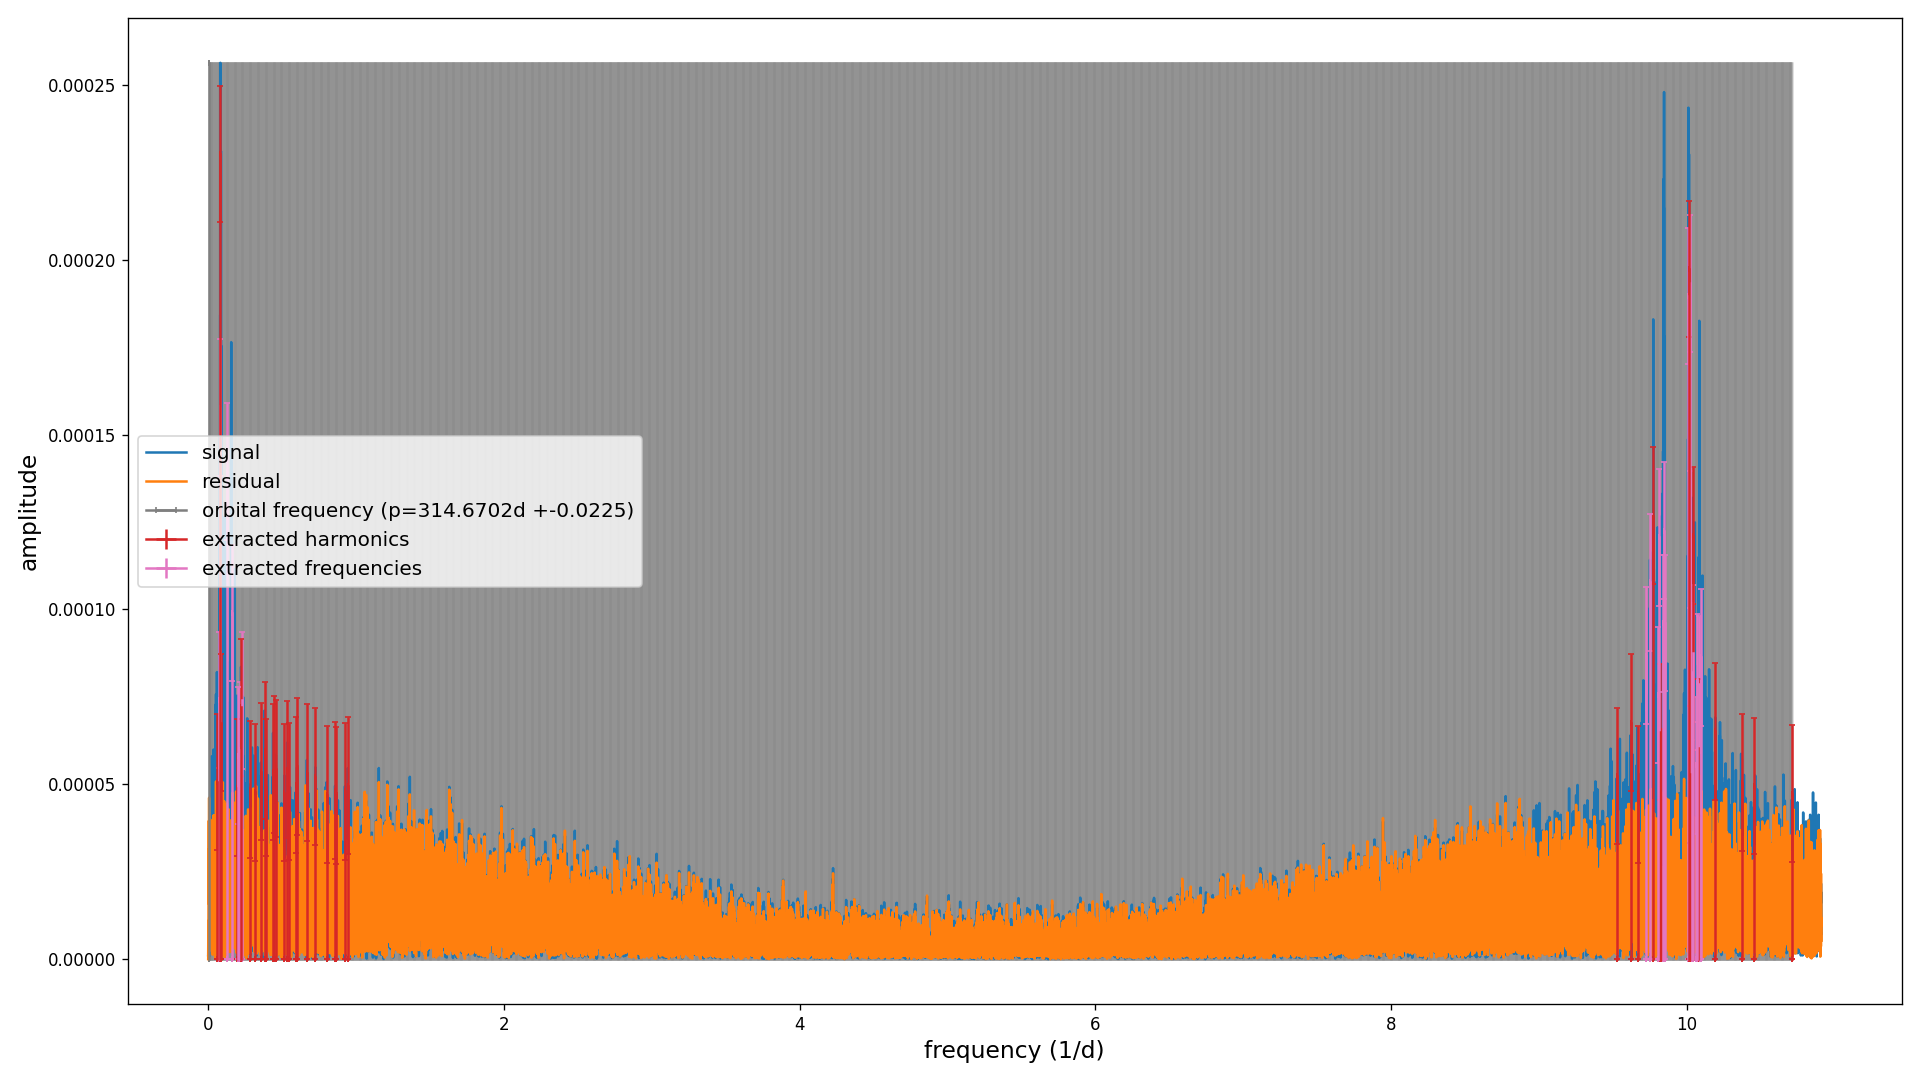 0.00025
0.00020
0.00015
0.00010
0.00005
0.00000
amplitude
signal
residual
orbital frequency (p=314.6702d +-0.0225)
extracted harmonics
extracted frequencies
0 2 4 6 8 10
frequency (1/d)